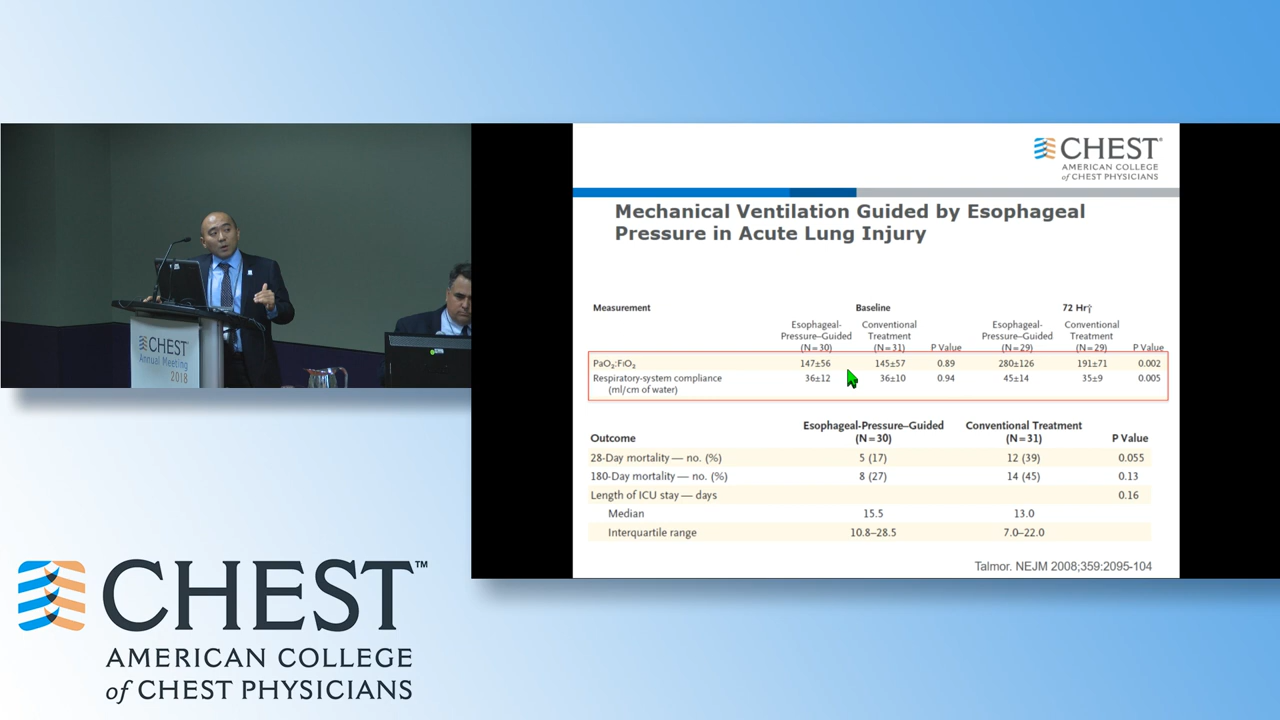 CHEST
Annual Meeting
2018
CHEST™
AMERICAN COLLEGE
of CHEST PHYSICIANS
CHEST®
AMERICAN COLLEGE
of CHEST PHYSICIANS
Mechanical Ventilation Guided by Esophageal
Pressure in Acute Lung Injury
Measurement Baseline 72 Hr†
Esophageal- Conventional Esophageal- Conventional
Pressure–Guided Treatment Pressure–Guided Treatment
(N=30) (N=31) P Value (N=29) (N=29) P Value
PaO₂:FiO₂ 147±56 145±57 0.89 280±126 191±71 0.002
Respiratory-system compliance 36±12 36±10 0.94 45±14 35±9 0.005
(ml/cm of water)
Esophageal-Pressure–Guided Conventional Treatment
Outcome (N=30) (N=31) P Value
28-Day mortality — no. (%) 5 (17) 12 (39) 0.055
180-Day mortality — no. (%) 8 (27) 14 (45) 0.13
Length of ICU stay — days 0.16
Median 15.5 13.0
Interquartile range 10.8–28.5 7.0–22.0
Talmor. NEJM 2008;359:2095-104